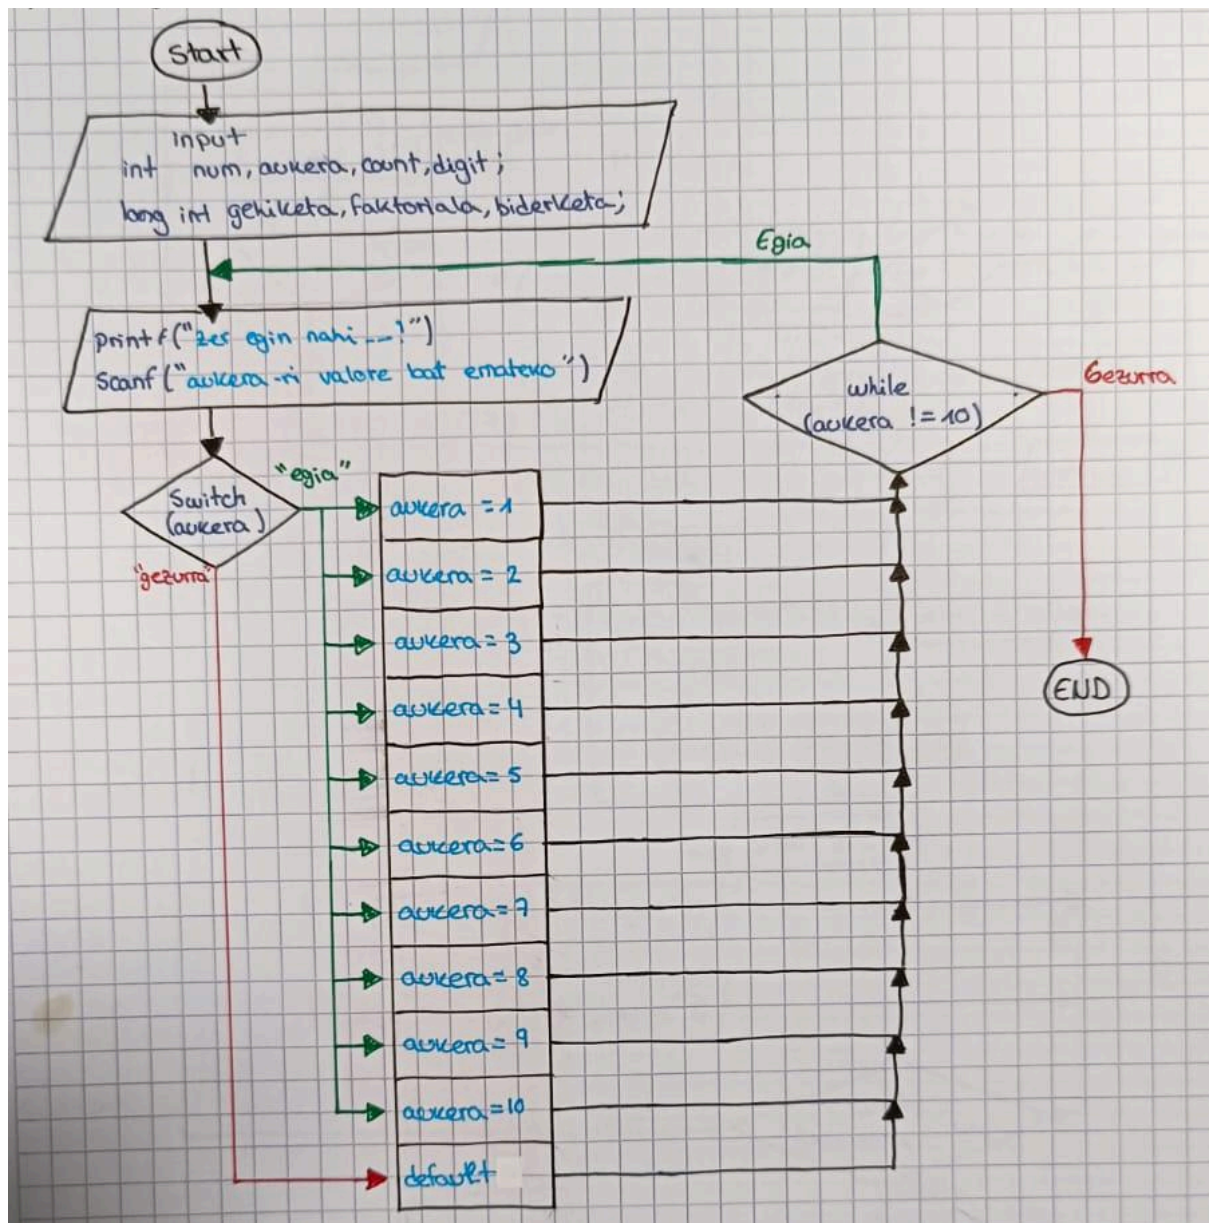 Start
input
int num, aukera, count, digit;
long int gehiketa, faktoriala, biderketa;
Egia
printf("zer egin nahi ---!")
Scanf("aukera-ri valore bat emateko")
while
(aukera != 10)
Gezurra
Switch
(aukera)
"egia"
"gezurra"
aukera = 1
aukera = 2
aukera = 3
aukera = 4
aukera = 5
aukera = 6
aukera = 7
aukera = 8
aukera = 9
aukera = 10
default
END